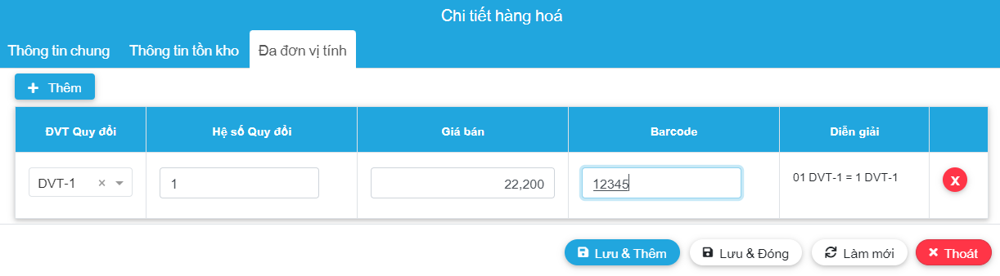 Chi tiết hàng hoá
Thông tin chung Thông tin tồn kho Đa đơn vị tính
Thêm
ĐVT Quy đổi Hệ số Quy đổi Giá bán Barcode Diễn giải
DVT-1 × 1 22,200 12345 01 DVT-1 = 1 DVT-1 x
Lưu & Thêm Lưu & Đóng Làm mới Thoát